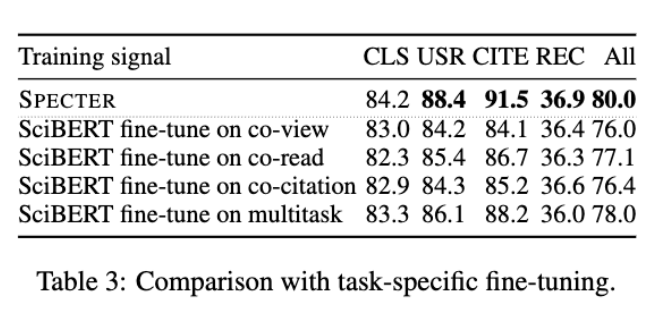 Training signal CLS USR CITE REC All
SPECTER 84.2 88.4 91.5 36.9 80.0
SciBERT fine-tune on co-view 83.0 84.2 84.1 36.4 76.0
SciBERT fine-tune on co-read 82.3 85.4 86.7 36.3 77.1
SciBERT fine-tune on co-citation 82.9 84.3 85.2 36.6 76.4
SciBERT fine-tune on multitask 83.3 86.1 88.2 36.0 78.0
Table 3: Comparison with task-specific fine-tuning.